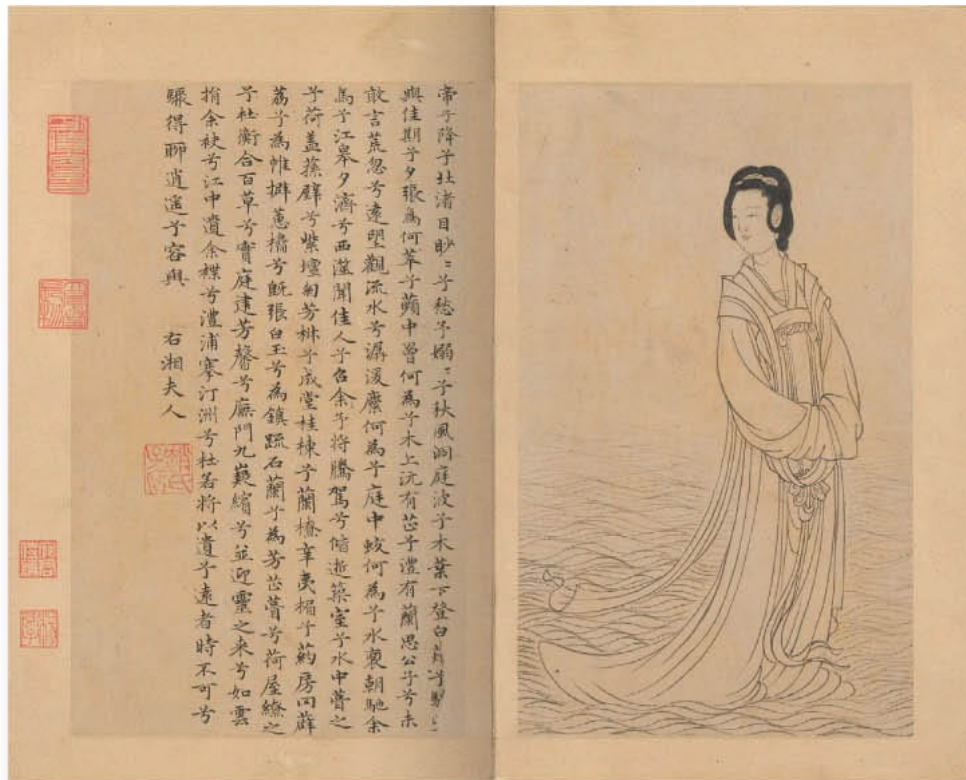 帝子降兮北渚目眇〻兮愁予嫋〻兮秋風洞庭波兮木葉下登白
與佳期兮夕張鳥何萃兮蘋中罾何為兮木上沅有芷兮澧有蘭思公子兮未
敢言荒忽兮遠望觀流水兮潺湲麋何為兮庭中蛟何為兮水裔朝馳余
馬兮江皋夕濟兮西澨聞佳人兮召余兮將騰駕兮偕逝築室兮水中葺之
兮荷蓋蓀壁兮紫壇匊芳椒兮成堂桂棟兮蘭橑辛夷楣兮葯房罔薜
荔兮為帷擗蕙櫋兮既張白玉兮為鎮疏石蘭兮為芳芷葺兮荷屋繚之
兮杜衡合百草兮實庭建芳馨兮廡門九嶷繽兮並迎靈之来兮如雲
捐余袂兮江中遺余褋兮澧浦搴汀洲兮杜若將以遺兮遠者時不可兮
驟得聊逍遙兮容與 右湘夫人
趙氏子昂